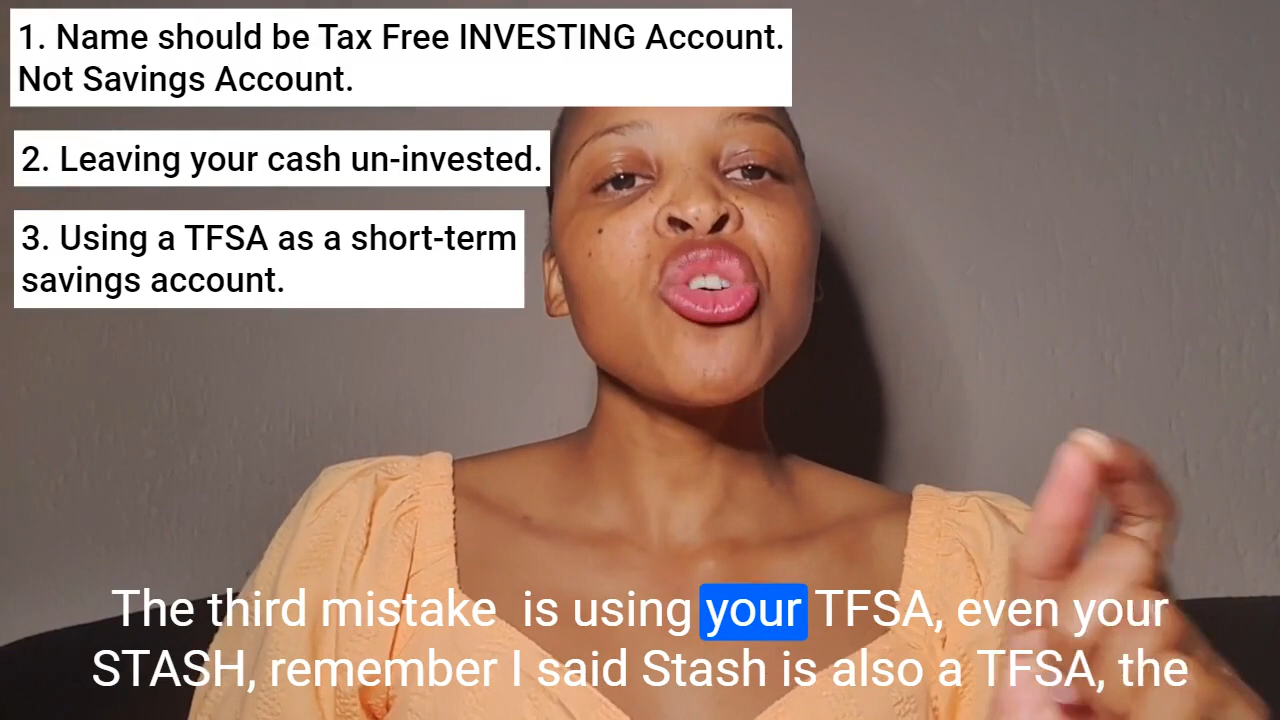 1. Name should be Tax Free INVESTING Account.
Not Savings Account.
2. Leaving your cash un-invested.
3. Using a TFSA as a short-term
savings account.
The third mistake is using your TFSA, even your
STASH, remember I said Stash is also a TFSA, the